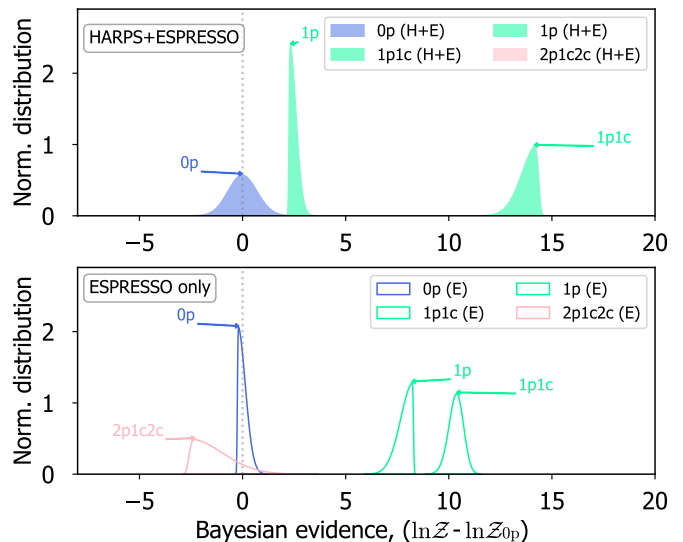 HARPS+ESPRESSO
0p (H+E)
1p (H+E)
1p1c (H+E)
2p1c2c (H+E)
1p
0p
1p1c
Norm. distribution
0
1
2
−5
0
5
10
15
20
ESPRESSO only
0p (E)
1p (E)
1p1c (E)
2p1c2c (E)
0p
1p
1p1c
2p1c2c
Norm. distribution
0
1
2
−5
0
5
10
15
20
Bayesian evidence, (ln𝒵 - ln𝒵₀ₚ)